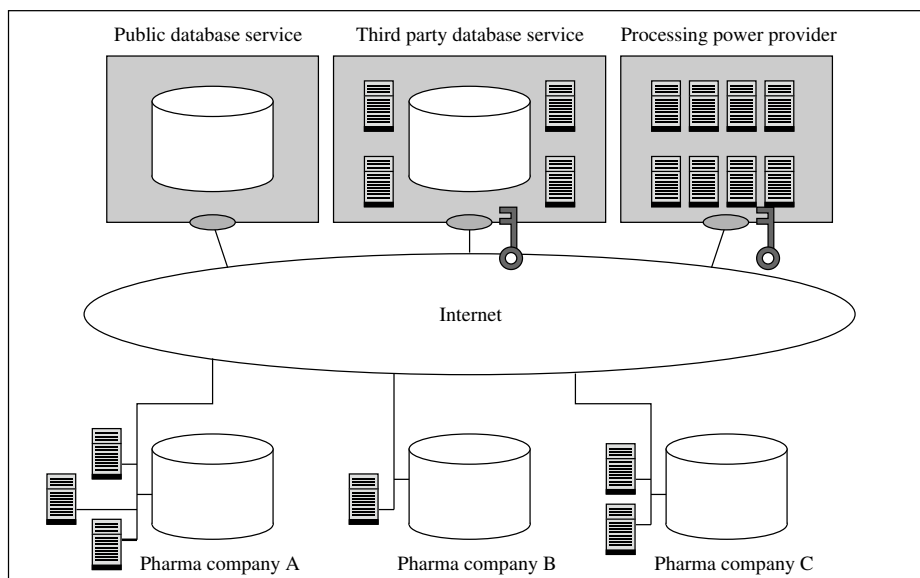 Public database service
Third party database service
Processing power provider
Internet
Pharma company A
Pharma company B
Pharma company C